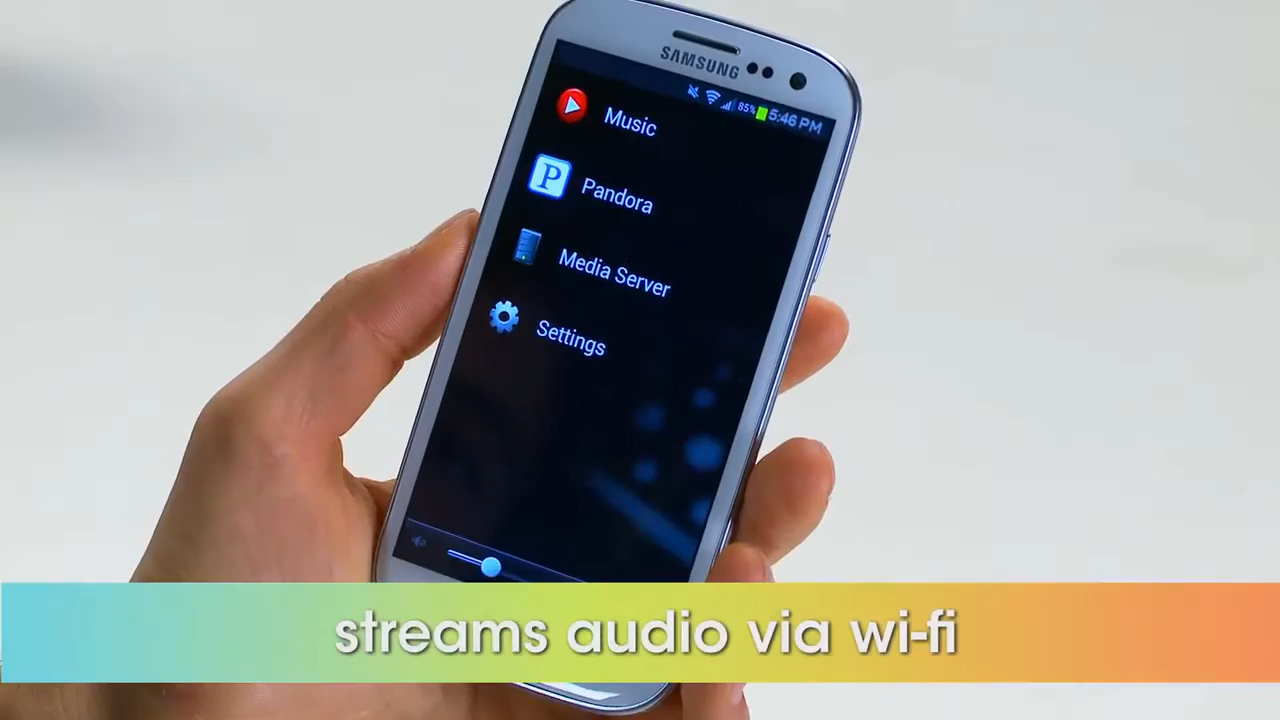 SAMSUNG
85% 5:46 PM
Music
P
Pandora
Media Server
Settings
streams audio via wi-fi